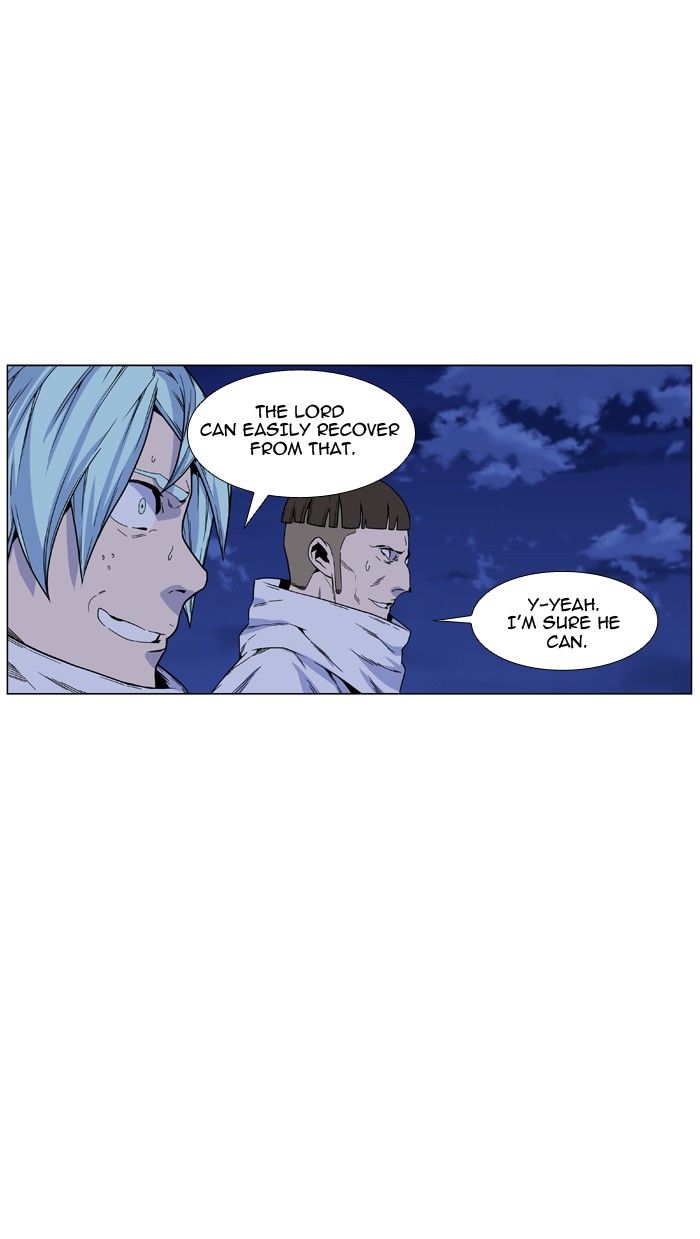 THE LORD
CAN EASILY RECOVER
FROM THAT.
Y-YEAH.
I'M SURE HE
CAN.